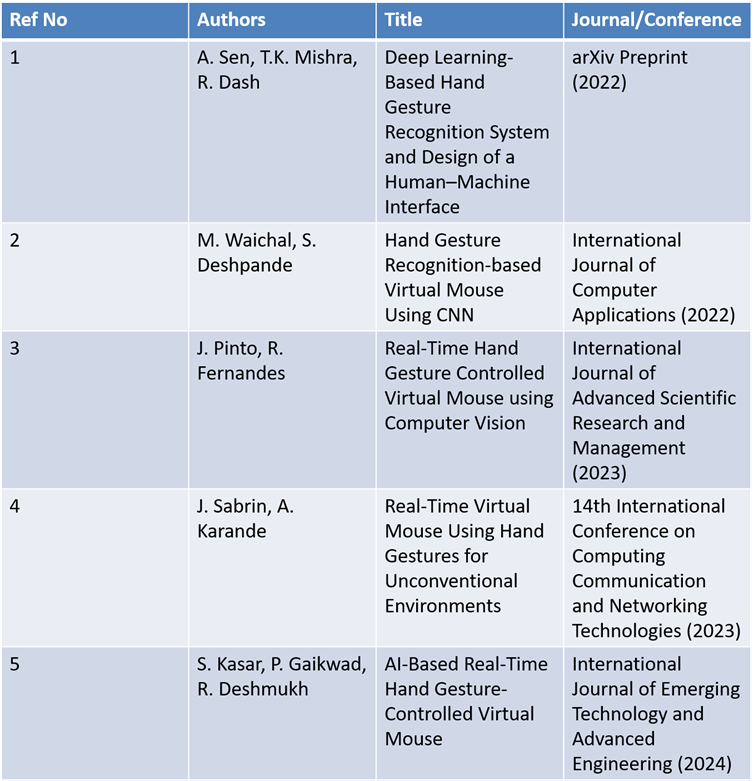 Ref No Authors Title Journal/Conference
1 A. Sen, T.K. Mishra, R. Dash Deep Learning-Based Hand Gesture Recognition System and Design of a Human–Machine Interface arXiv Preprint (2022)
2 M. Waichal, S. Deshpande Hand Gesture Recognition-based Virtual Mouse Using CNN International Journal of Computer Applications (2022)
3 J. Pinto, R. Fernandes Real-Time Hand Gesture Controlled Virtual Mouse using Computer Vision International Journal of Advanced Scientific Research and Management (2023)
4 J. Sabrin, A. Karande Real-Time Virtual Mouse Using Hand Gestures for Unconventional Environments 14th International Conference on Computing Communication and Networking Technologies (2023)
5 S. Kasar, P. Gaikwad, R. Deshmukh AI-Based Real-Time Hand Gesture-Controlled Virtual Mouse International Journal of Emerging Technology and Advanced Engineering (2024)